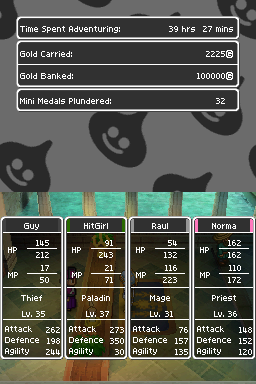 Time Spent Adventuring: 39 hrs 27 mins
Gold Carried: 2225G
Gold Banked: 100000G
Mini Medals Plundered: 32
Guy HitGirl Raul Norma
HP 145 212 HP 91 243 HP 54 132 HP 162 162
MP 17 50 MP 21 71 MP 116 223 MP 110 172
Thief Paladin Mage Priest
Lv. 35 Lv. 37 Lv. 31 Lv. 36
Attack 262 Attack 273 Attack 76 Attack 148
Defence 198 Defence 350 Defence 157 Defence 152
Agility 244 Agility 30 Agility 135 Agility 120